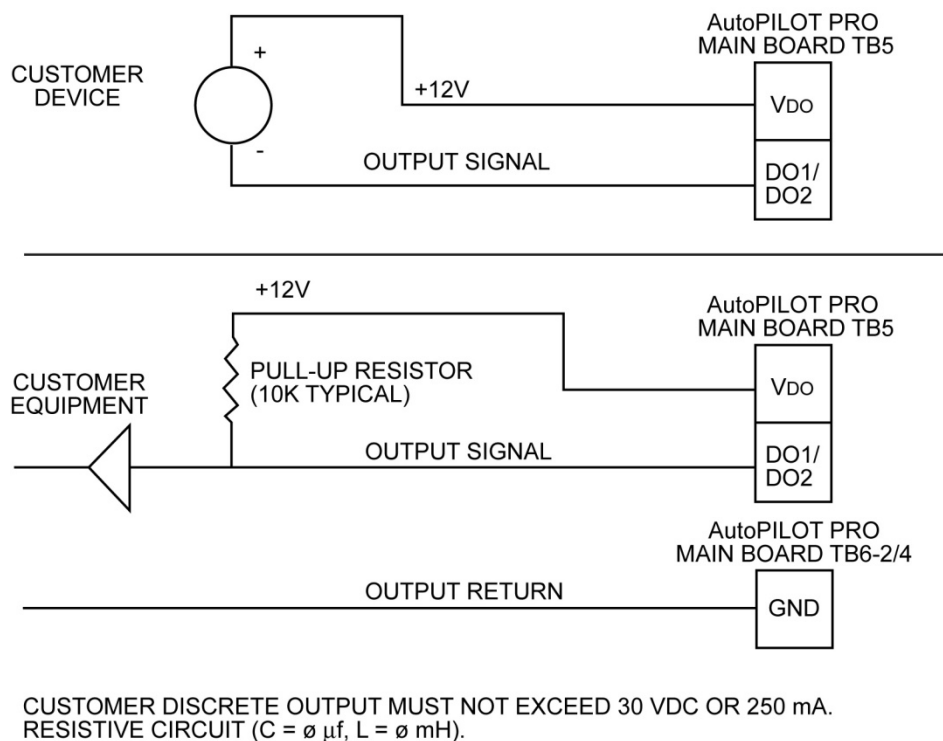 AutoPILOT PRO
MAIN BOARD TB5
CUSTOMER
DEVICE
+
-
+12V
VDO
OUTPUT SIGNAL
DO1/
DO2
+12V
AutoPILOT PRO
MAIN BOARD TB5
PULL-UP RESISTOR
(10K TYPICAL)
CUSTOMER
EQUIPMENT
VDO
OUTPUT SIGNAL
DO1/
DO2
AutoPILOT PRO
MAIN BOARD TB6-2/4
OUTPUT RETURN
GND
CUSTOMER DISCRETE OUTPUT MUST NOT EXCEED 30 VDC OR 250 mA.
RESISTIVE CIRCUIT (C = ø µf, L = ø mH).